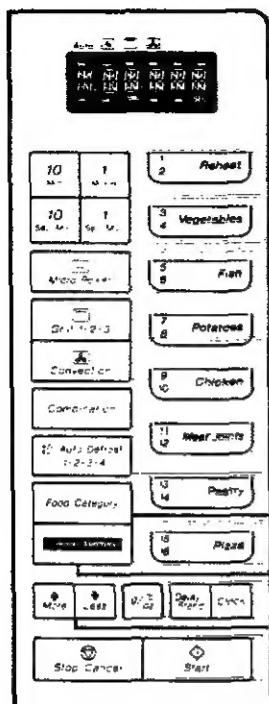 Auto
10
Min
1
10
1
1
2
Reheat
3
4
Vegetables
5
6
Fish
7
8
Potatoes
9
10
Chicken
11
12
Meat Joints
13
14
Pastry
15
16
Pizza
Micro Power
Grill 1-2-3
Convection
Combination
Auto Defrost
1-2-3-4
Food Category
More
Less
Clock
Stop Cancel
Start